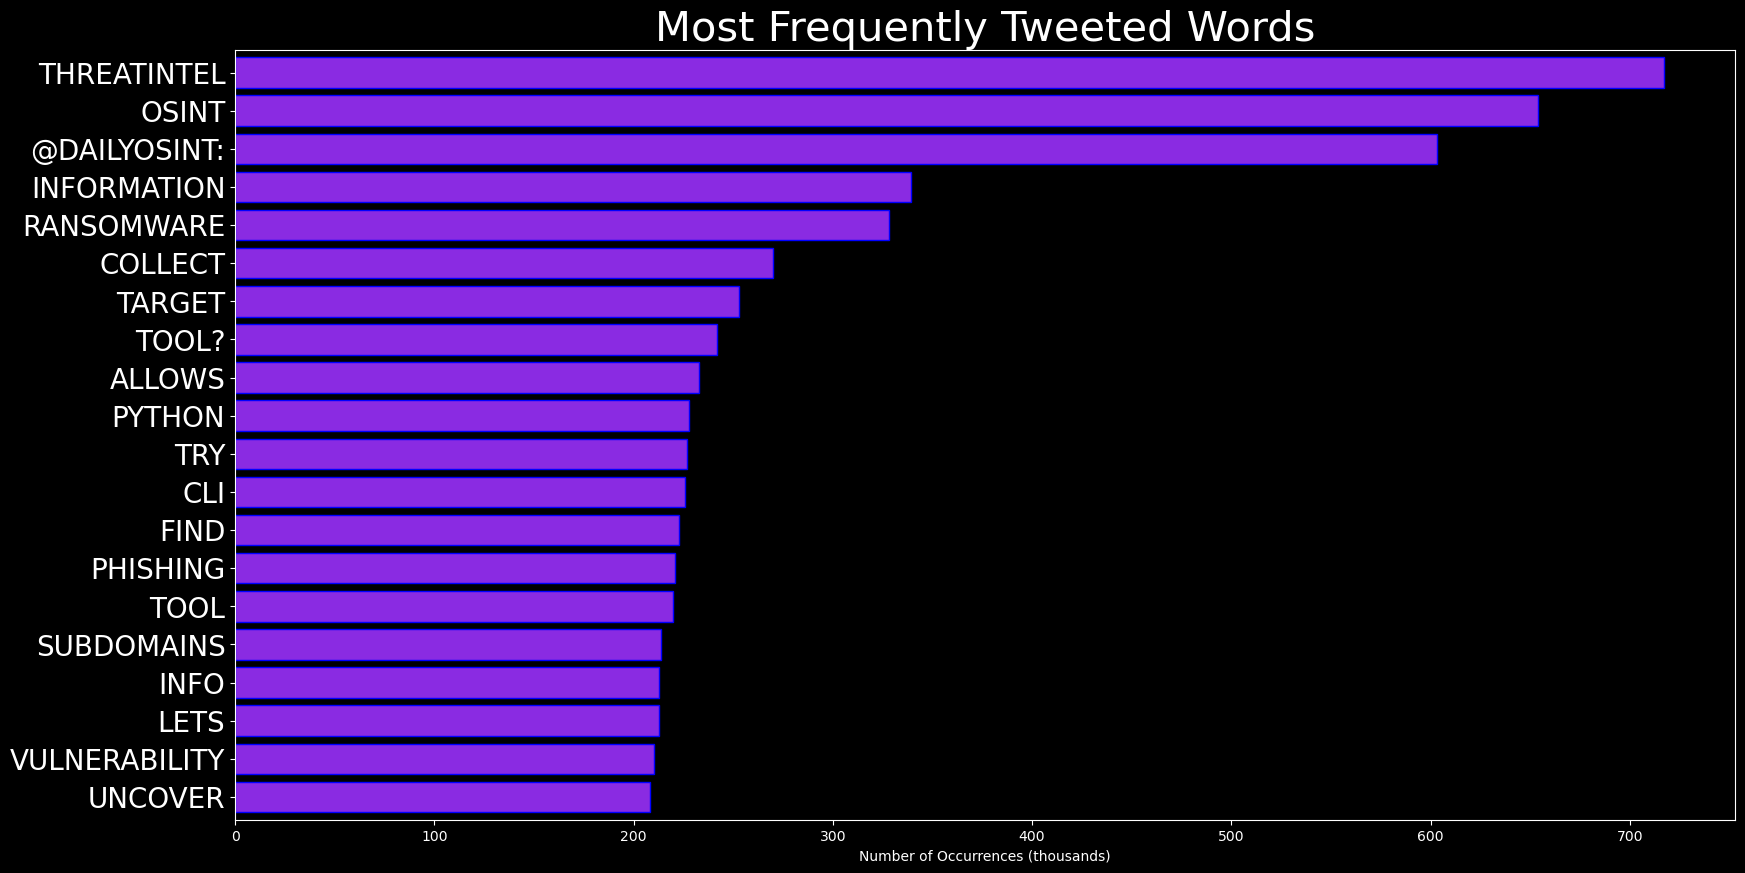 Most Frequently Tweeted Words
THREATINTEL
OSINT
@DAILYOSINT:
INFORMATION
RANSOMWARE
COLLECT
TARGET
TOOL?
ALLOWS
PYTHON
TRY
CLI
FIND
PHISHING
TOOL
SUBDOMAINS
INFO
LETS
VULNERABILITY
UNCOVER
0 100 200 300 400 500 600 700
Number of Occurrences (thousands)